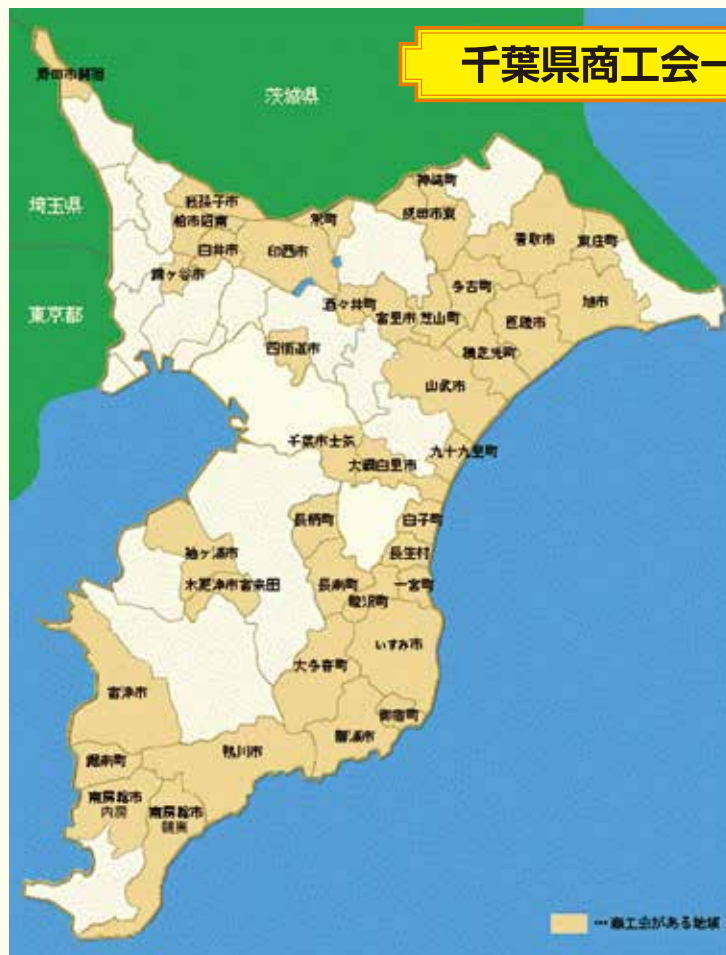 千葉県商工会一
野田市関宿
茨城県
神崎町
我孫子市
栄町
成田市東
埼玉県
柏市沼南
香取市
東庄町
白井市
印西市
鎌ヶ谷市
多古町
東京都
酒々井町
富里市
芝山町
匝瑳市
旭市
四街道市
横芝光町
山武市
千葉市土気
九十九里町
大網白里市
長柄町
白子町
袖ヶ浦市
長生村
木更津市富来田
長南町
一宮町
睦沢町
いすみ市
大多喜町
富津市
御宿町
勝浦市
鴨川市
鋸南町
南房総市
内房
南房総市
朝夷
…商工会がある地域